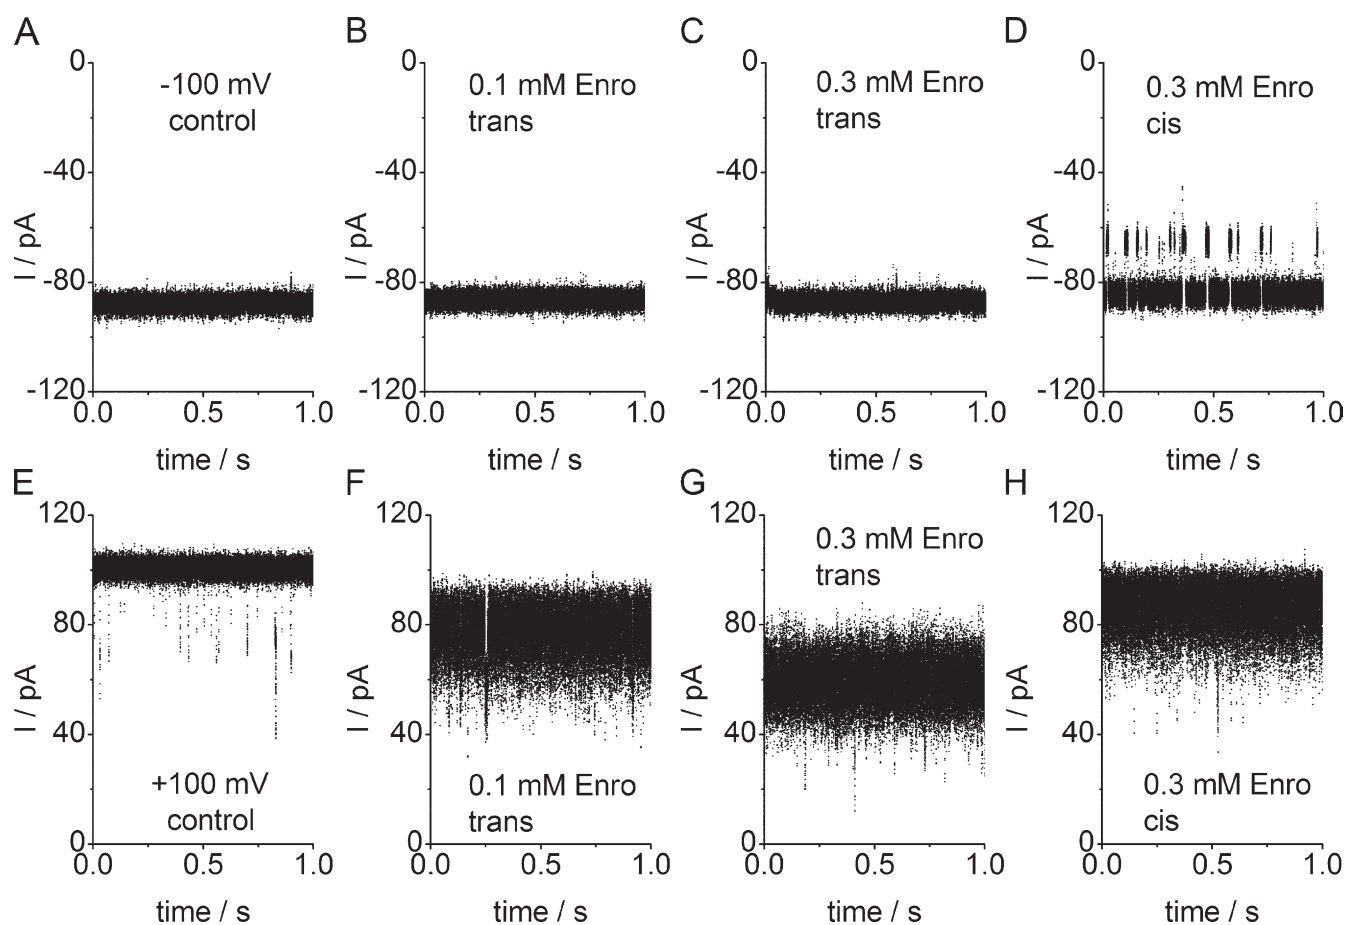 A
0
-100 mV
control
-40
I / pA
-80
-120
0.0
0.5
1.0
time / s
B
0
0.1 mM Enro
trans
-40
I / pA
-80
-120
0.0
0.5
1.0
time / s
C
0
0.3 mM Enro
trans
-40
I / pA
-80
-120
0.0
0.5
1.0
time / s
D
0
0.3 mM Enro
cis
-40
I / pA
-80
-120
0.0
0.5
1.0
time / s
E
120
80
I / pA
40
+100 mV
control
0
0.0
0.5
1.0
time / s
F
120
80
I / pA
40
0.1 mM Enro
trans
0
0.0
0.5
1.0
time / s
G
120
0.3 mM Enro
trans
80
I / pA
40
0
0.0
0.5
1.0
time / s
H
120
80
I / pA
40
0.3 mM Enro
cis
0
0.0
0.5
1.0
time / s